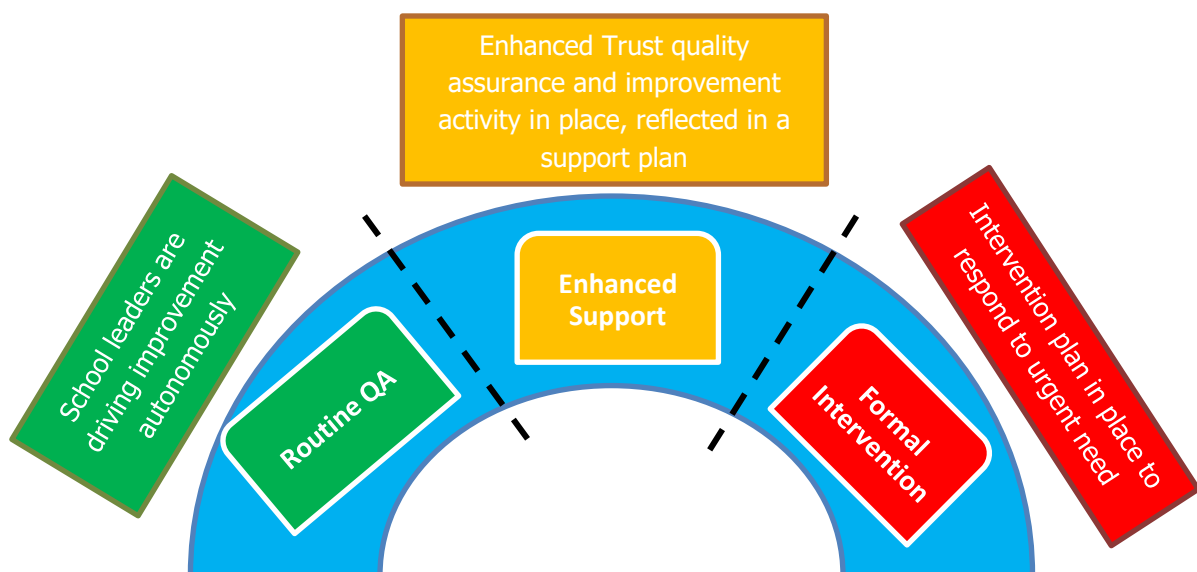 Enhanced Trust quality
assurance and improvement
activity in place, reflected in a
support plan
School leaders are
driving improvement
autonomously
Routine QA
Enhanced
Support
Formal
Intervention
Intervention plan in place to
respond to urgent need